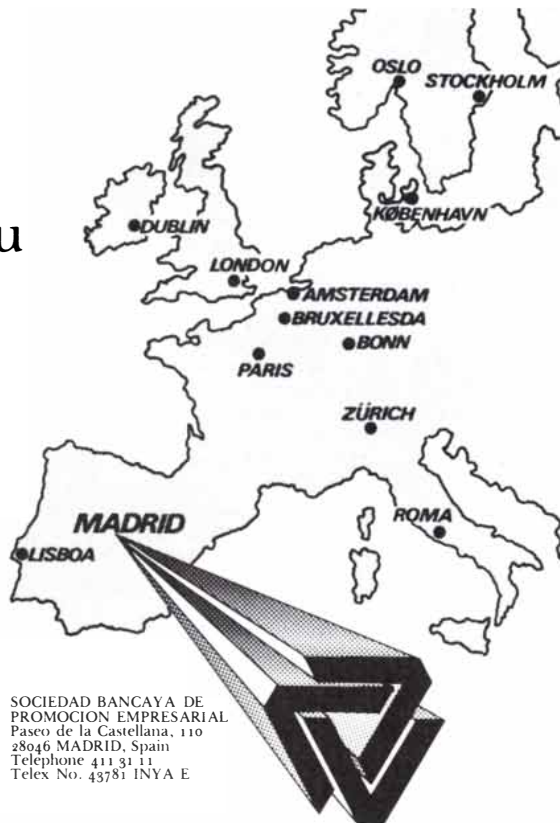 OSLO
STOCKHOLM
KØBENHAVN
u
DUBLIN
LONDON
AMSTERDAM
BRUXELLESDA
BONN
PARIS
ZÜRICH
MADRID
ROMA
LISBOA
SOCIEDAD BANCAYA DE
PROMOCION EMPRESARIAL
Paseo de la Castellana, 110
28046 MADRID, Spain
Telephone 411 31 11
Telex No. 43781 INYA E